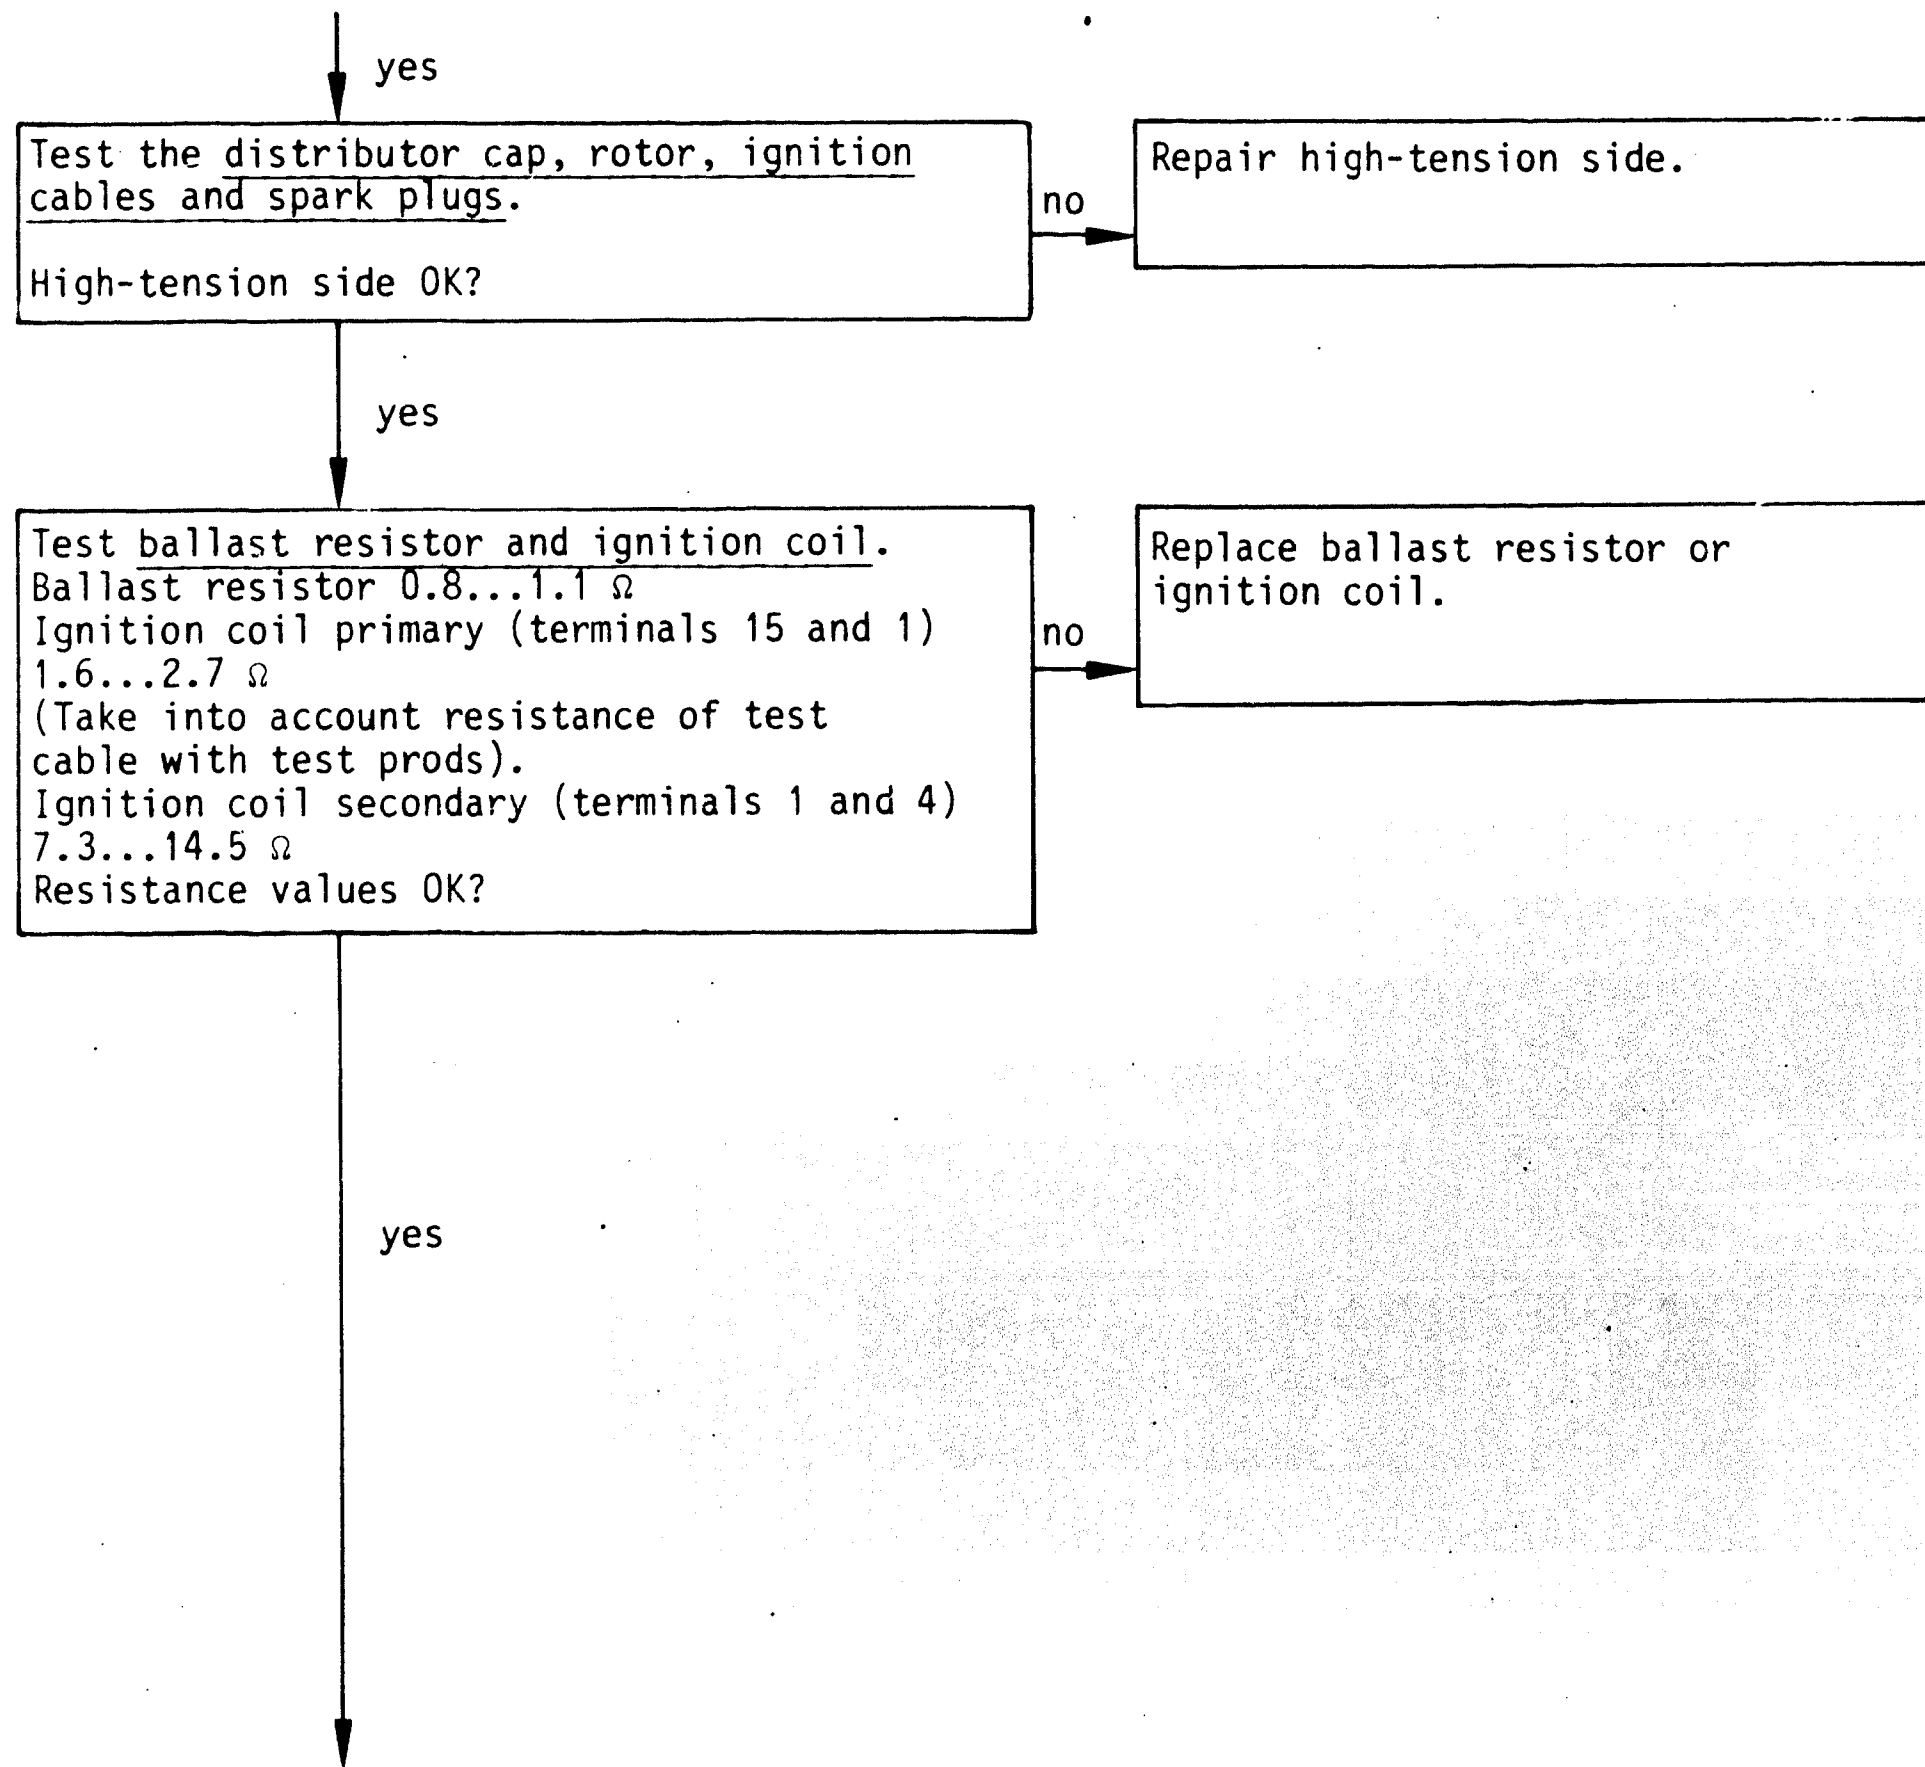 yes
Test the distributor cap, rotor, ignition
cables and spark plugs.
High-tension side OK?
no
Repair high-tension side.
yes
Test ballast resistor and ignition coil.
Ballast resistor 0.8...1.1 Ω
Ignition coil primary (terminals 15 and 1)
1.6...2.7 Ω
(Take into account resistance of test
cable with test prods).
Ignition coil secondary (terminals 1 and 4)
7.3...14.5 Ω
Resistance values OK?
no
Replace ballast resistor or
ignition coil.
yes